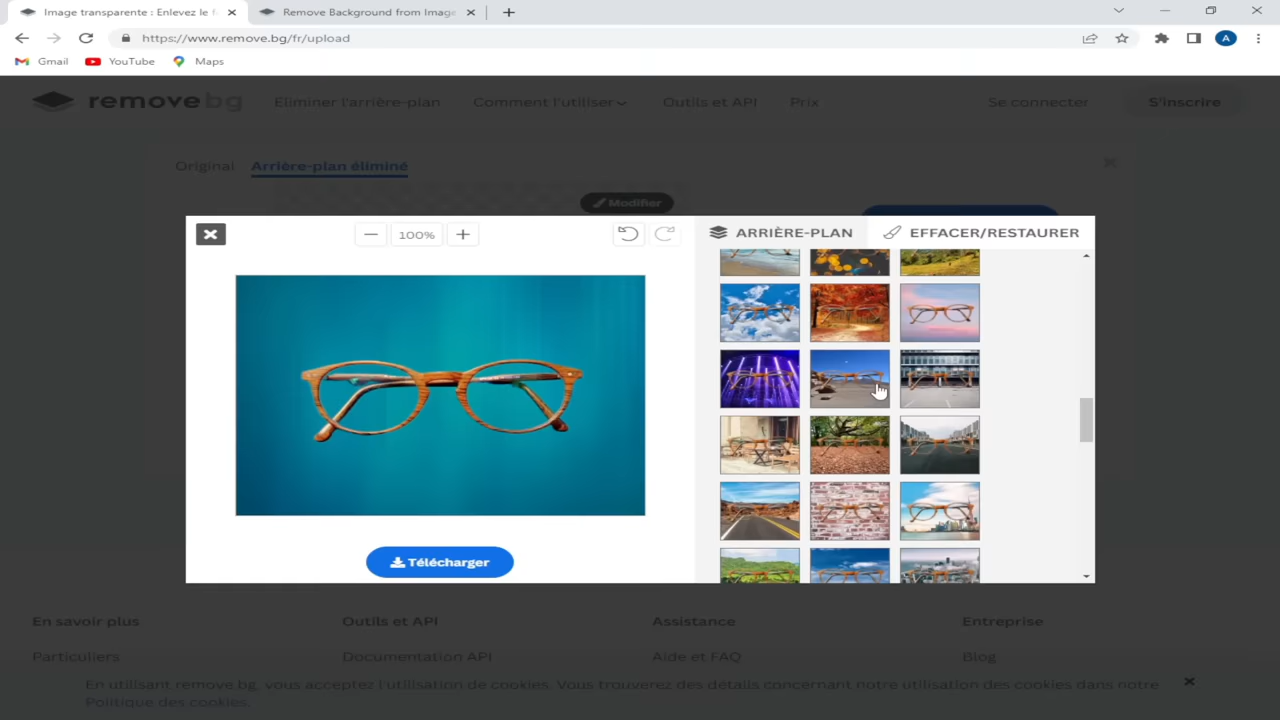 Image transparente : Enlevez le f
Remove Background from Image
https://www.remove.bg/fr/upload
A
Gmail
YouTube
Maps
remove bg
Eliminer l'arrière-plan
Comment l'utiliser
Outils et API
Prix
Se connecter
S'inscrire
Original
Arrière-plan éliminé
Modifier
100%
ARRIÈRE-PLAN
EFFACER/RESTAURER
Télécharger
En savoir plus
Outils et API
Assistance
Entreprise
Particuliers
Documentation API
Aide et FAQ
Blog
En utilisant remove.bg, vous acceptez l'utilisation de cookies. Vous trouverez des détails concernant notre utilisation des cookies dans notre
Politique des cookies.